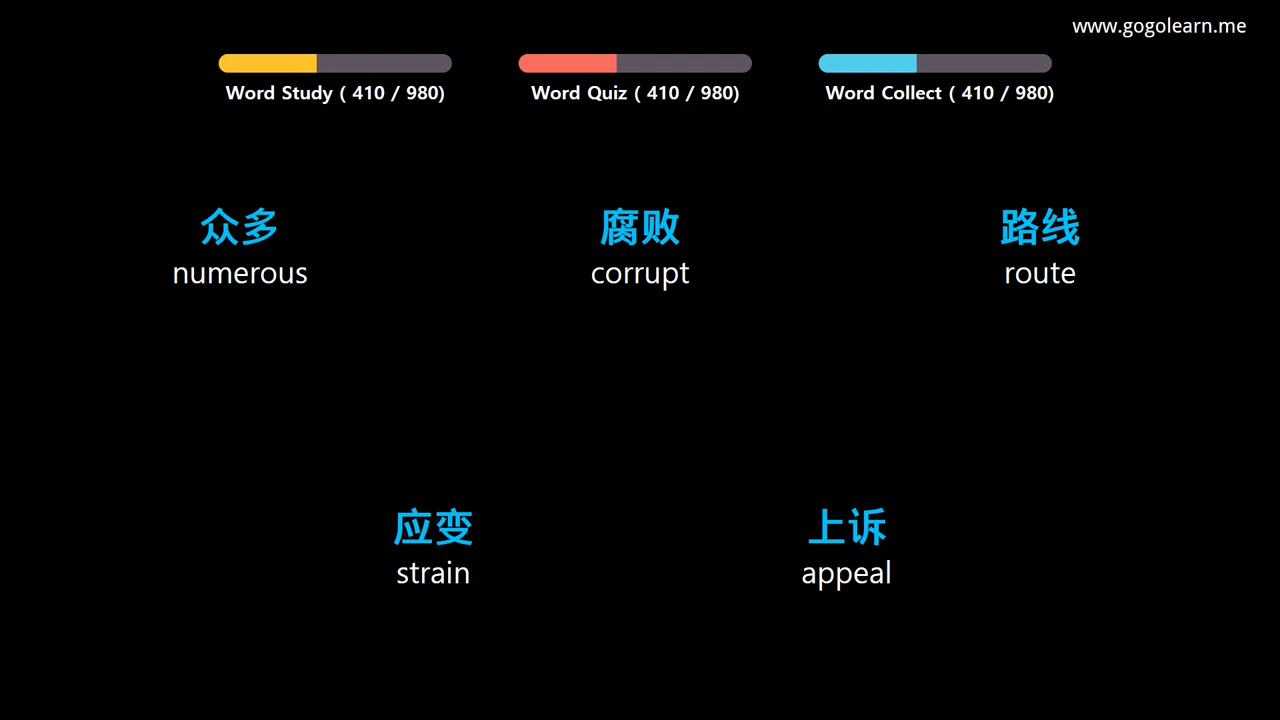 www.gogolearn.me
Word Study ( 410 / 980)
Word Quiz ( 410 / 980)
Word Collect ( 410 / 980)
众多
numerous
腐败
corrupt
路线
route
应变
strain
上诉
appeal